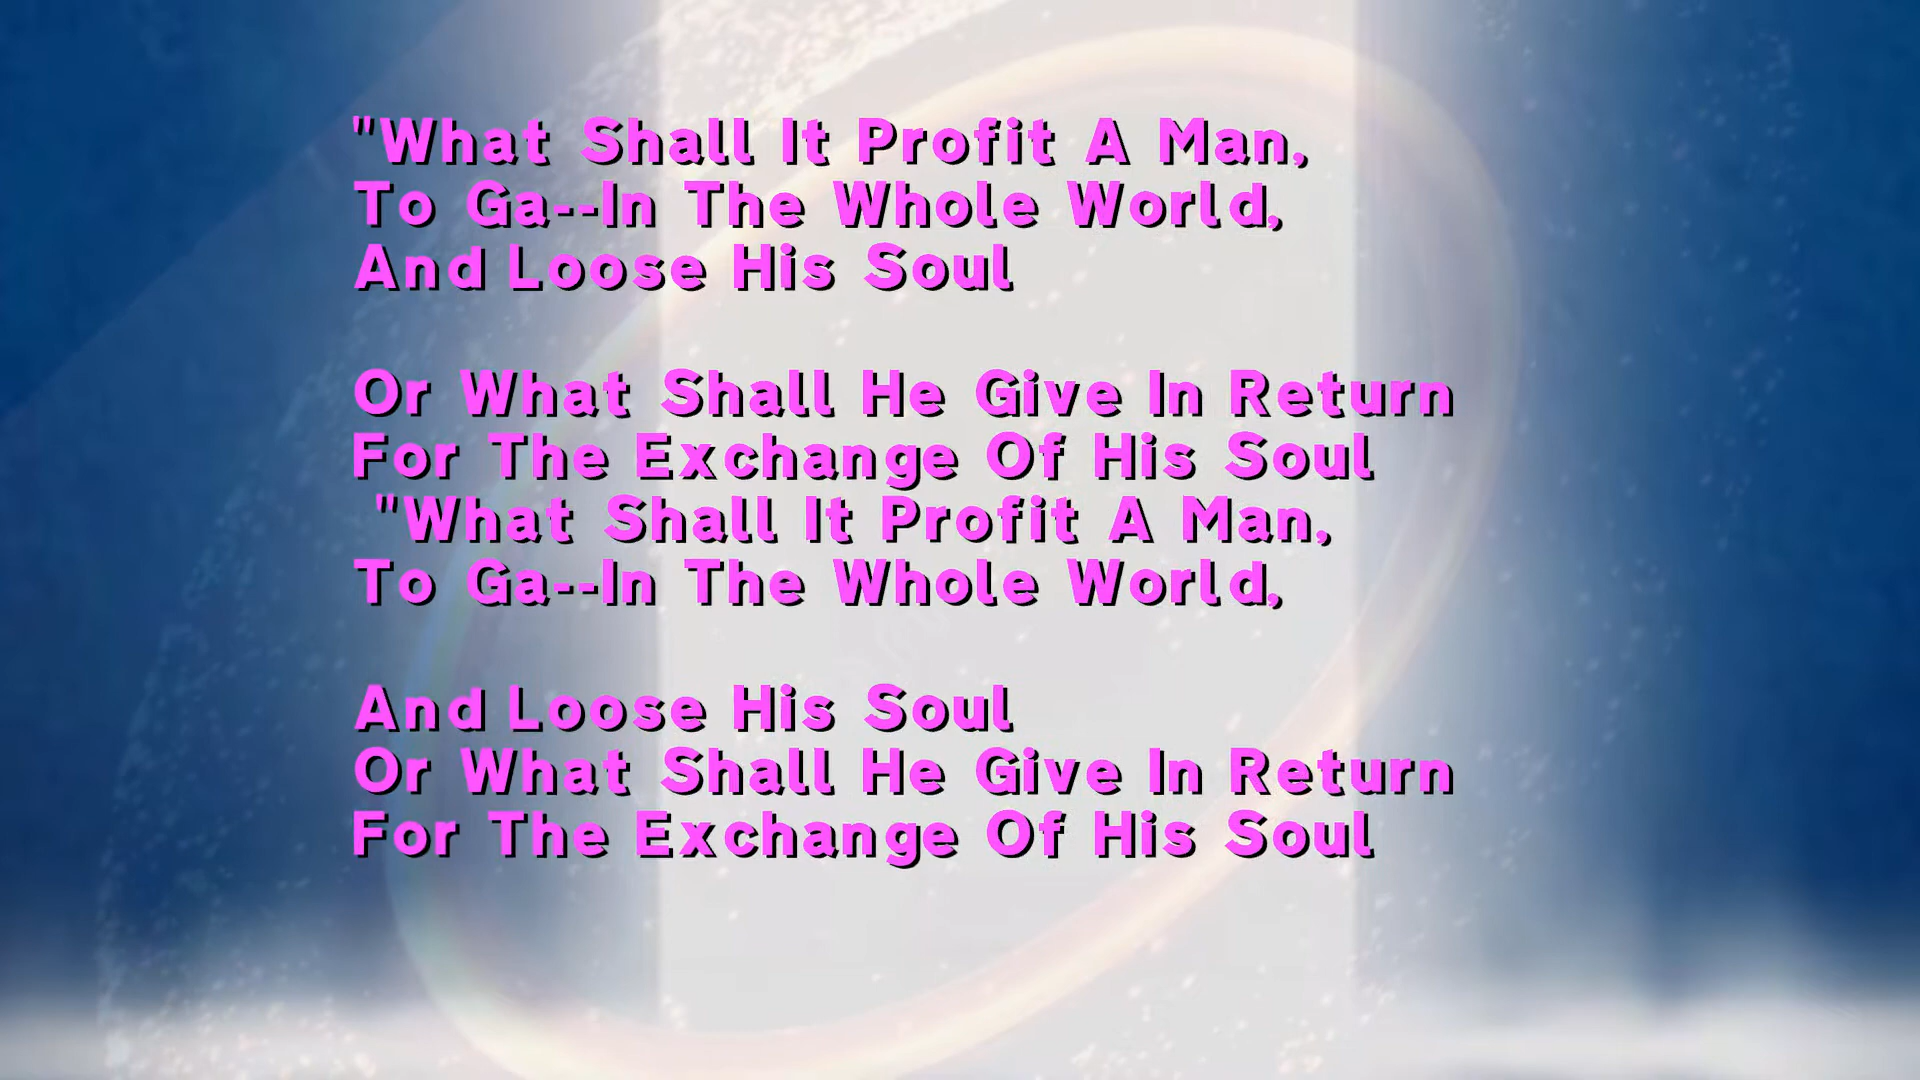 "What Shall It Profit A Man,
To Ga--In The Whole World,
And Loose His Soul
Or What Shall He Give In Return
For The Exchange Of His Soul
"What Shall It Profit A Man,
To Ga--In The Whole World,
And Loose His Soul
Or What Shall He Give In Return
For The Exchange Of His Soul